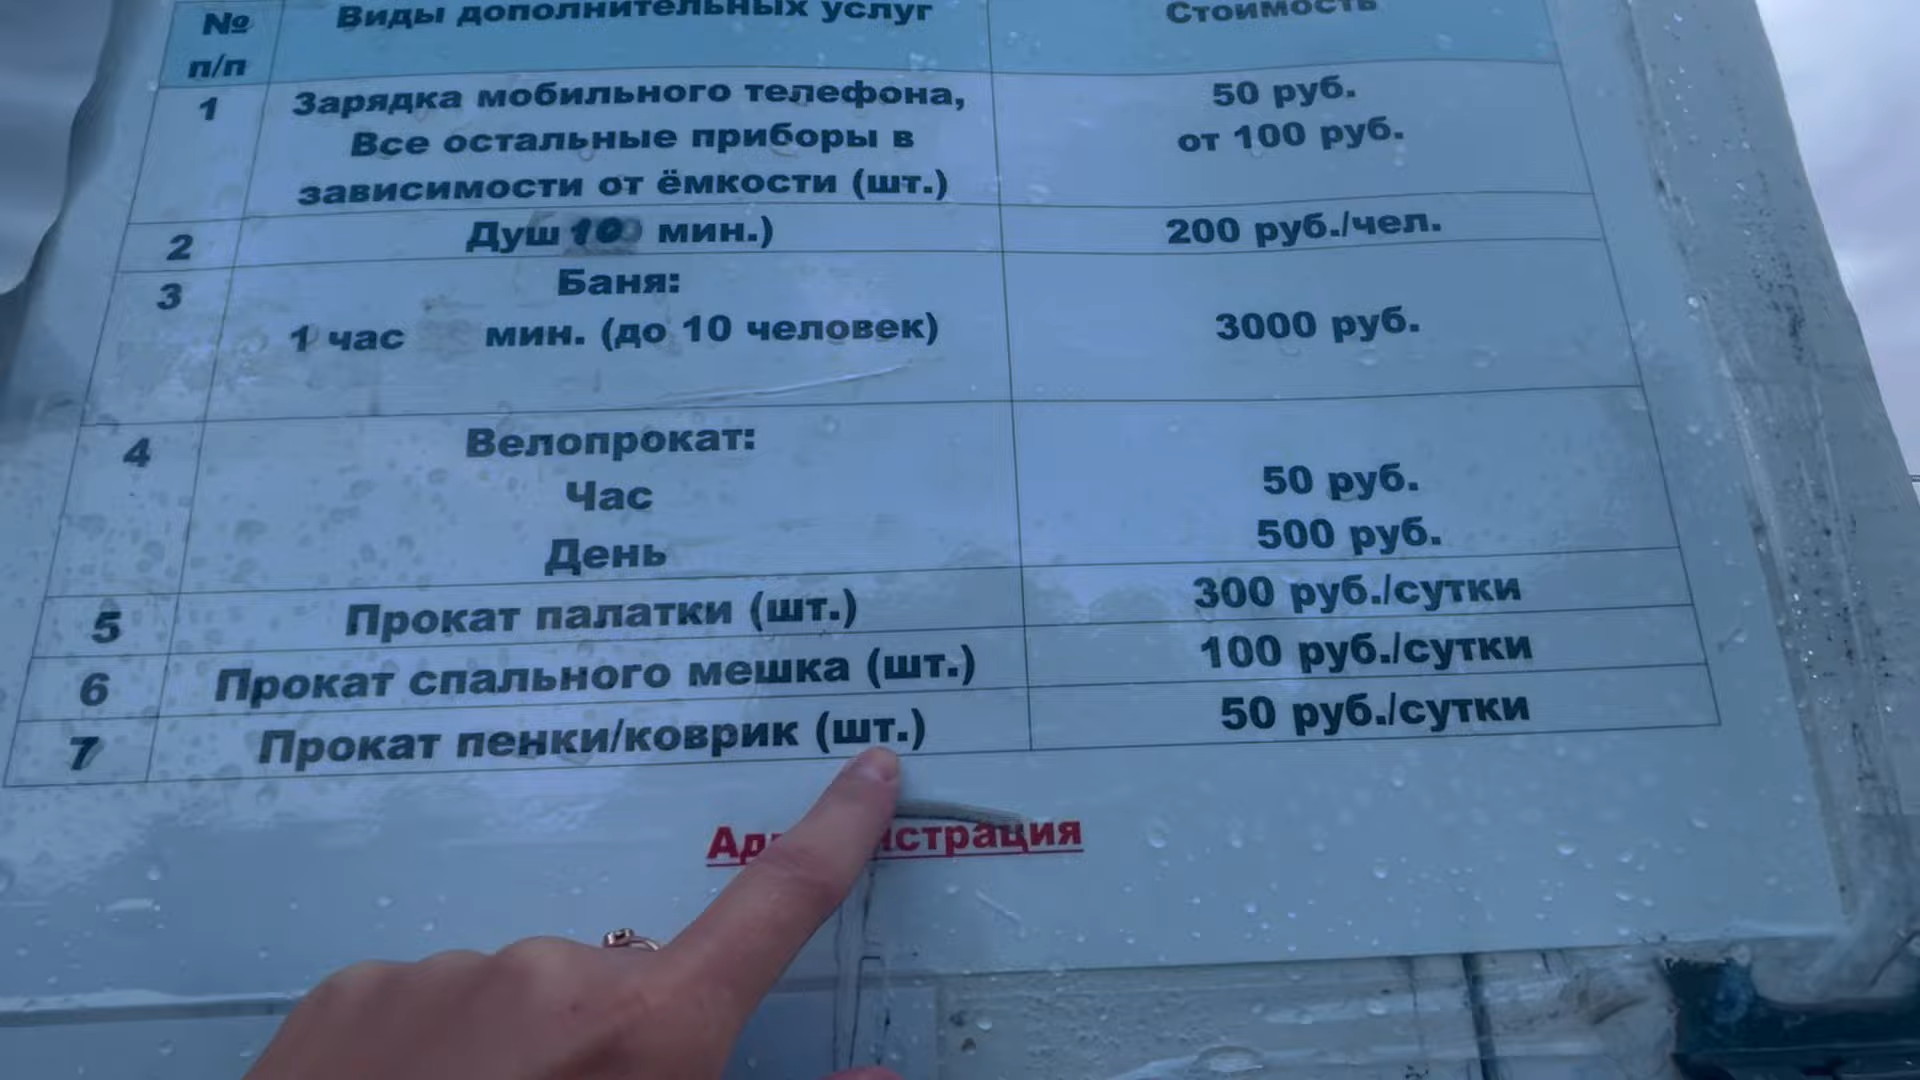 № п/п Виды дополнительных услуг Стоимость
1 Зарядка мобильного телефона, 50 руб.
Все остальные приборы в от 100 руб.
зависимости от ёмкости (шт.)
2 Душ 10 мин.) 200 руб./чел.
3 Баня:
1 час мин. (до 10 человек) 3000 руб.
4 Велопрокат:
Час 50 руб.
День 500 руб.
5 Прокат палатки (шт.) 300 руб./сутки
6 Прокат спального мешка (шт.) 100 руб./сутки
7 Прокат пенки/коврик (шт.) 50 руб./сутки
Администрация